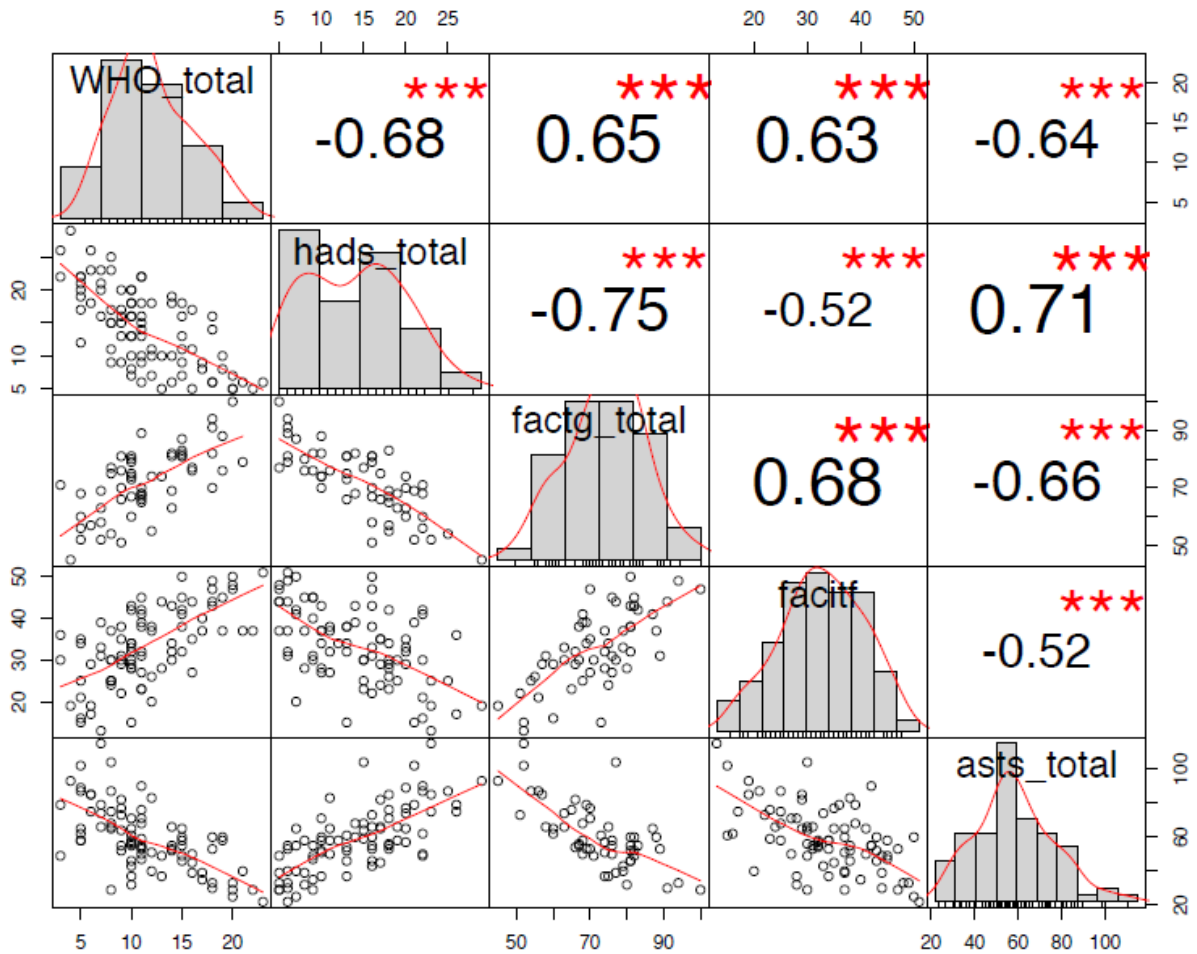 5 10 15 20 25 20 30 40 50
WHO_total *** -0.68 *** 0.65 *** 0.63 *** -0.64 5 10 15 20
5 10 20 hads_total *** -0.75 *** -0.52 *** 0.71
factg_total *** 0.68 *** -0.66 50 70 90
20 30 40 50 facitf *** -0.52
asts_total 20 60 100
5 10 15 20 50 70 90 20 40 60 80 100